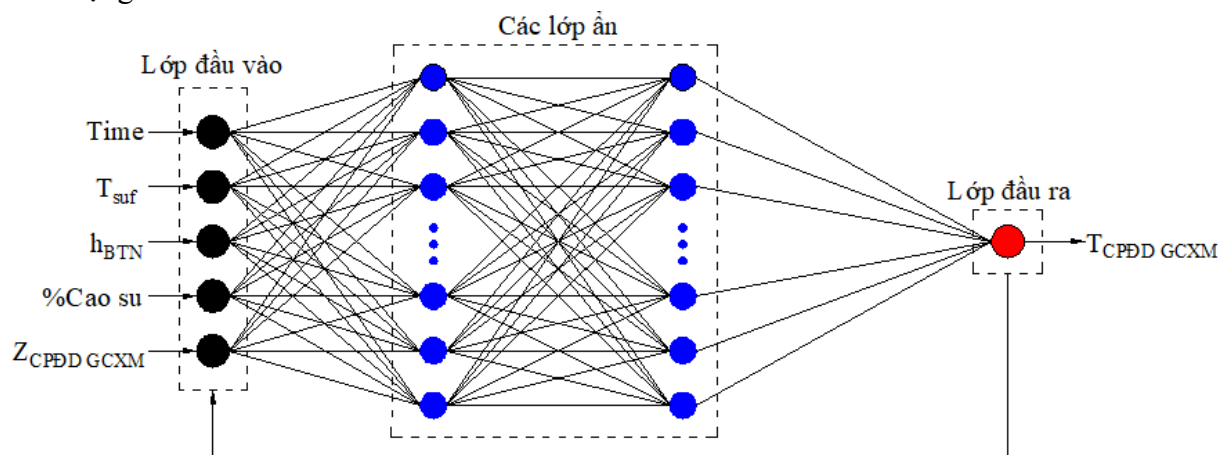 Các lớp ẩn
Lớp đầu vào
Time
T_suf
h_BTN
%Cao su
Z_CPĐD GCXM
Lớp đầu ra
T_CPĐD GCXM